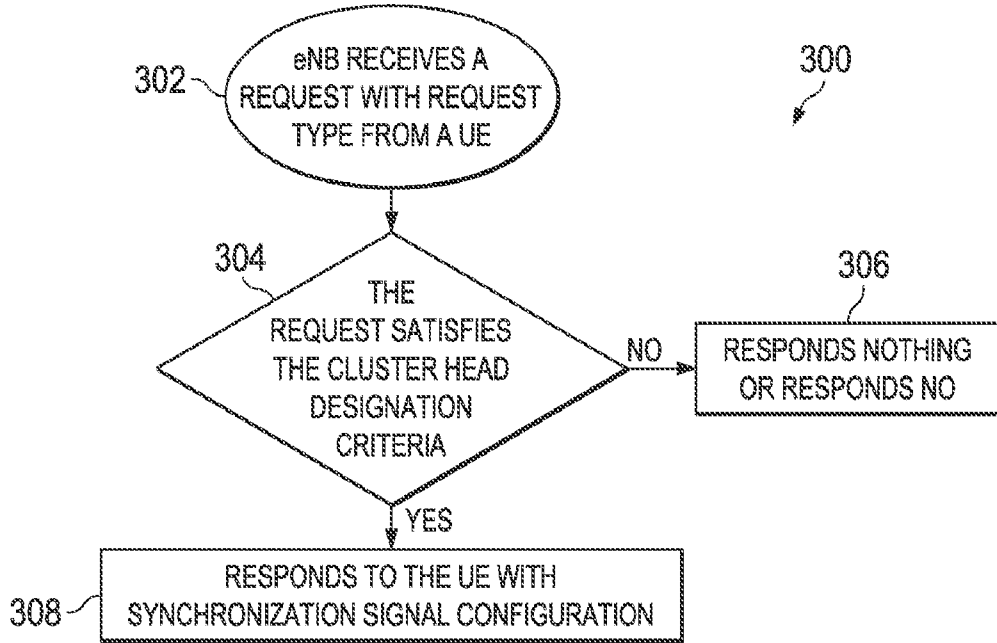 302
eNB RECEIVES A
REQUEST WITH REQUEST
TYPE FROM A UE
300
304
THE
REQUEST SATISFIES
THE CLUSTER HEAD
DESIGNATION
CRITERIA
NO
306
RESPONDS NOTHING
OR RESPONDS NO
YES
308
RESPONDS TO THE UE WITH
SYNCHRONIZATION SIGNAL CONFIGURATION